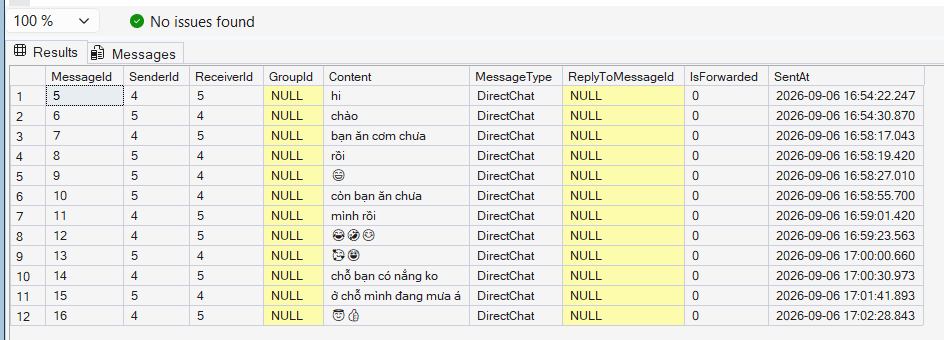 100 %
No issues found
Results Messages
MessageId SenderId ReceiverId GroupId Content MessageType ReplyToMessageId IsForwarded SentAt
1 5 4 5 NULL hi DirectChat NULL 0 2026-09-06 16:54:22.247
2 6 5 4 NULL chào DirectChat NULL 0 2026-09-06 16:54:30.870
3 7 4 5 NULL bạn ăn cơm chưa DirectChat NULL 0 2026-09-06 16:58:17.043
4 8 5 4 NULL rồi DirectChat NULL 0 2026-09-06 16:58:19.420
5 9 5 4 NULL 😄 DirectChat NULL 0 2026-09-06 16:58:27.010
6 10 5 4 NULL còn bạn ăn chưa DirectChat NULL 0 2026-09-06 16:58:55.700
7 11 4 5 NULL mình rồi DirectChat NULL 0 2026-09-06 16:59:01.420
8 12 4 5 NULL 😂🤣😊 DirectChat NULL 0 2026-09-06 16:59:23.563
9 13 5 4 NULL 🥰😆 DirectChat NULL 0 2026-09-06 17:00:00.660
10 14 4 5 NULL chỗ bạn có nắng ko DirectChat NULL 0 2026-09-06 17:00:30.973
11 15 5 4 NULL ở chỗ mình đang mưa á DirectChat NULL 0 2026-09-06 17:01:41.893
12 16 4 5 NULL 😇👍 DirectChat NULL 0 2026-09-06 17:02:28.843